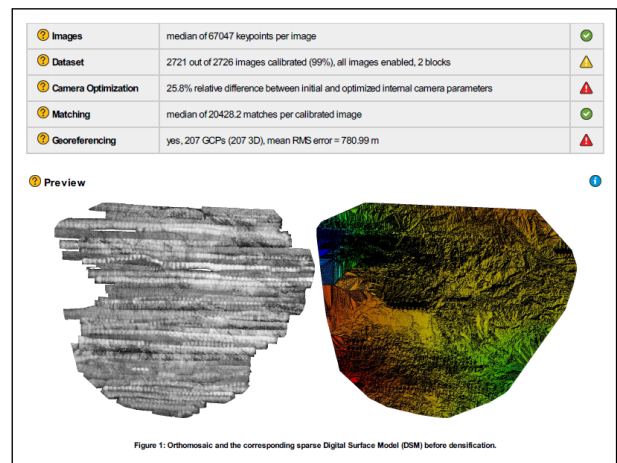 Images median of 67047 keypoints per image
Dataset 2721 out of 2726 images calibrated (99%), all images enabled, 2 blocks
Camera Optimization 25.8% relative difference between initial and optimized internal camera parameters
Matching median of 20428.2 matches per calibrated image
Georeferencing yes, 207 GCPs (207 3D), mean RMS error = 780.99 m
Preview
Figure 1: Orthomosaic and the corresponding sparse Digital Surface Model (DSM) before densification.